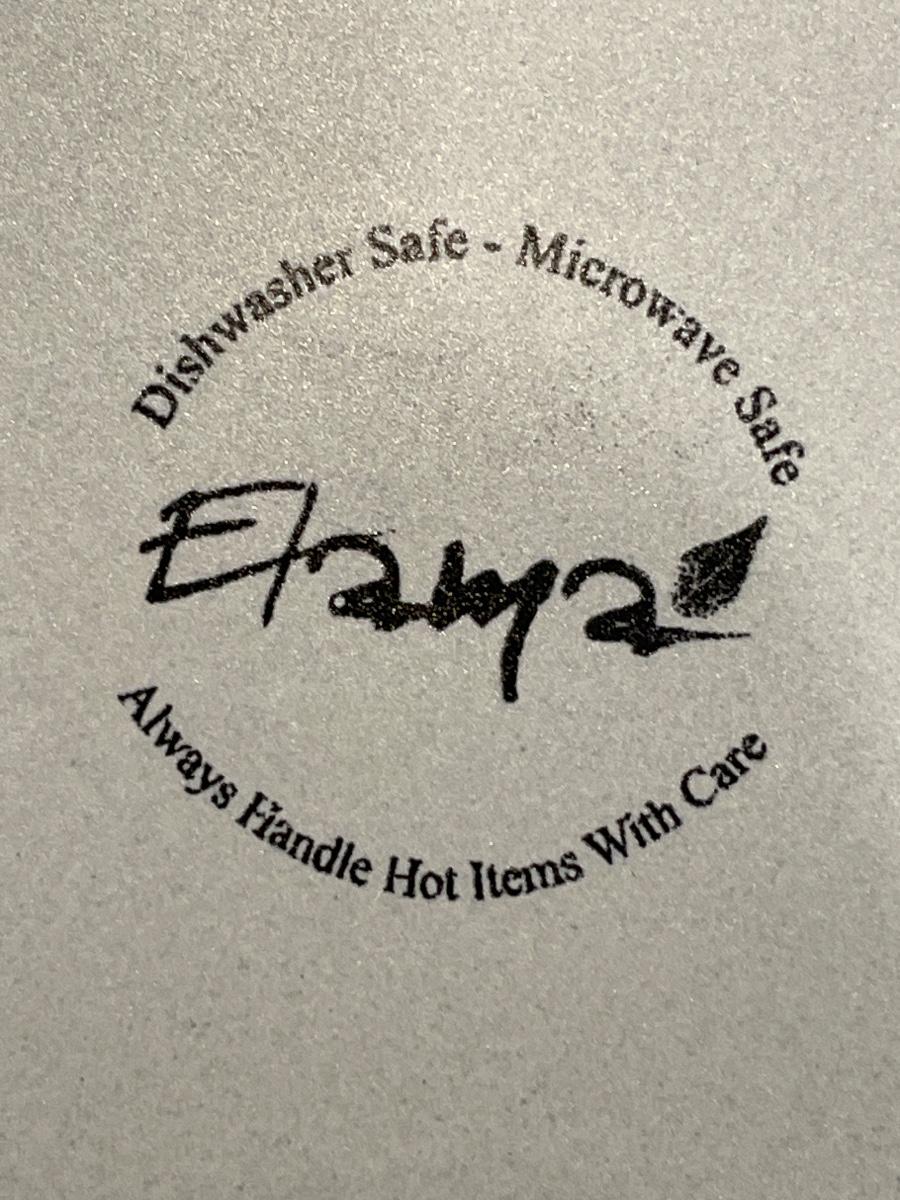 Dishwasher Safe - Microwave Safe
Elama
Always Handle Hot Items With Care